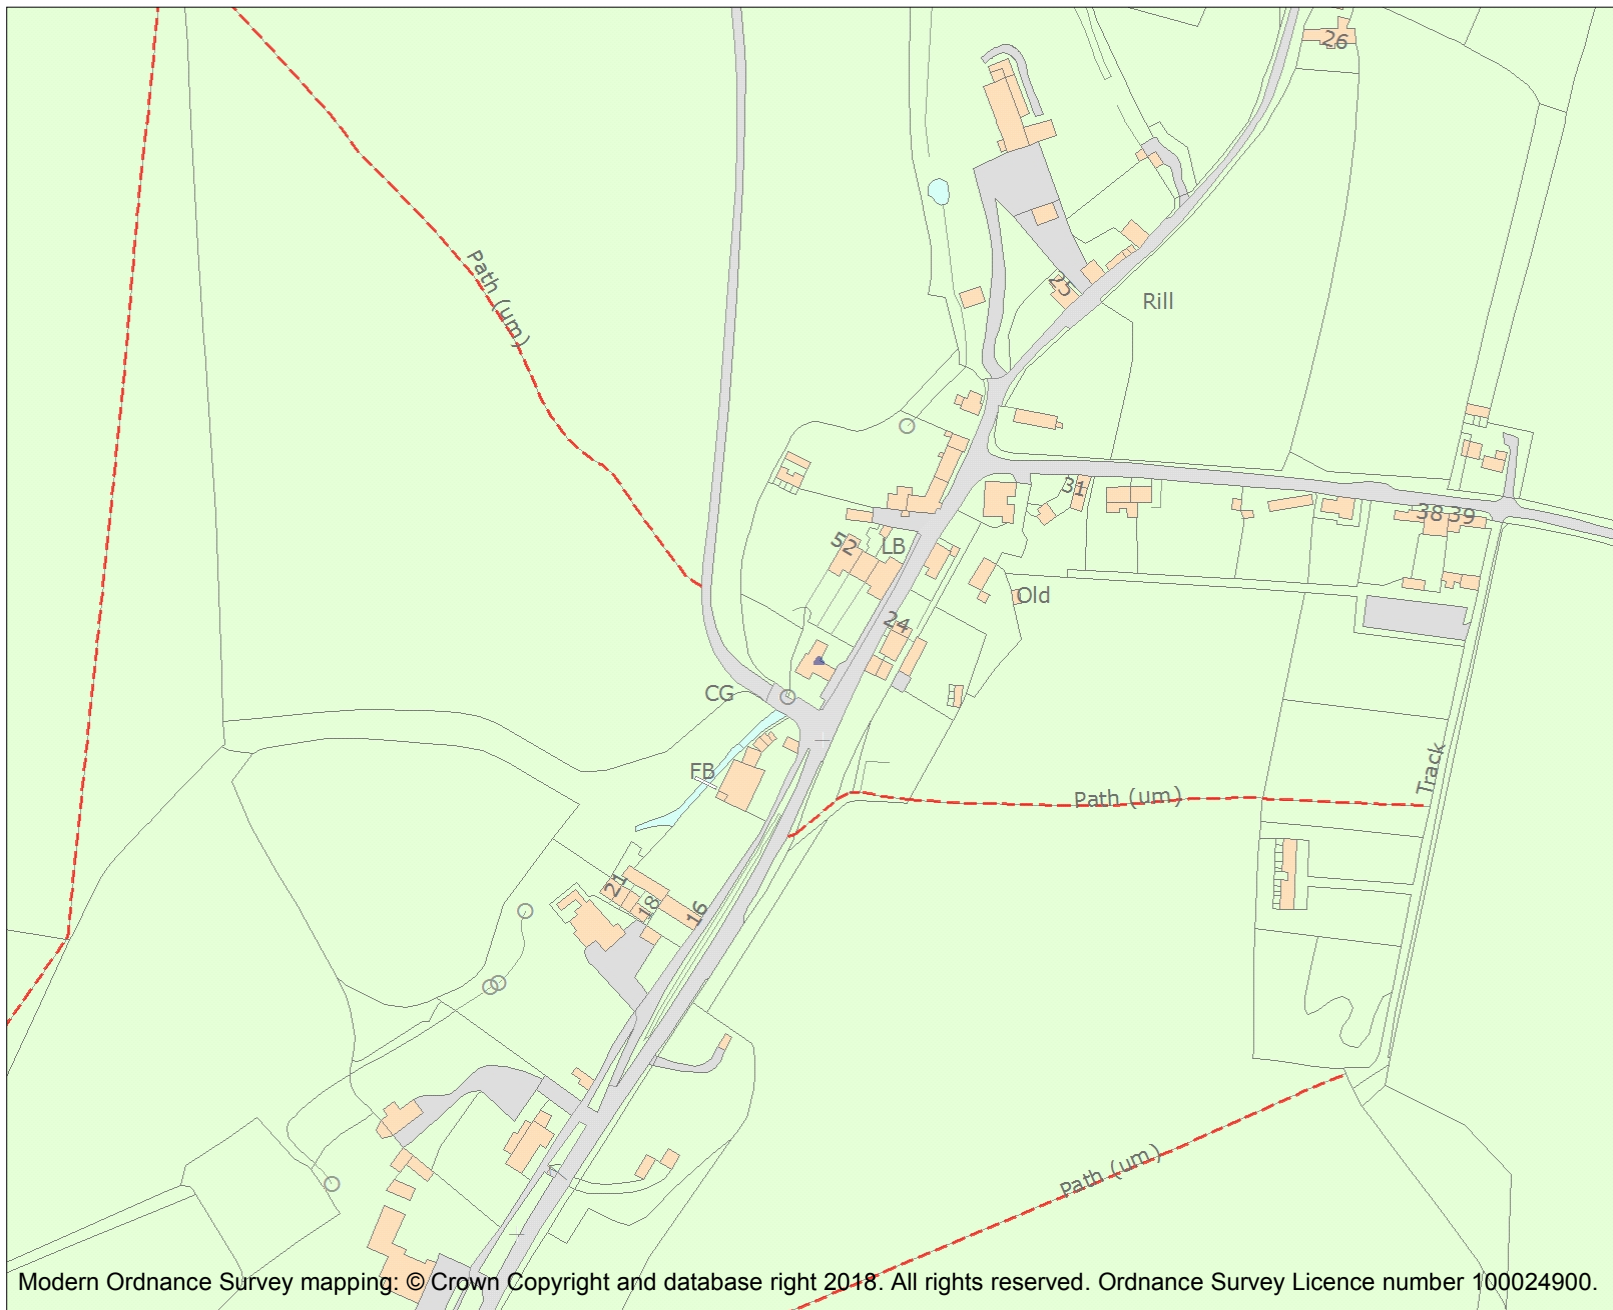 26
Path (um)
25
Rill
31
38
39
52
LB
Old
24
CG
FB
Track
Path (um)
21
18
16
Path (um)
Modern Ordnance Survey mapping: © Crown Copyright and database right 2018. All rights reserved. Ordnance Survey Licence number 100024900.